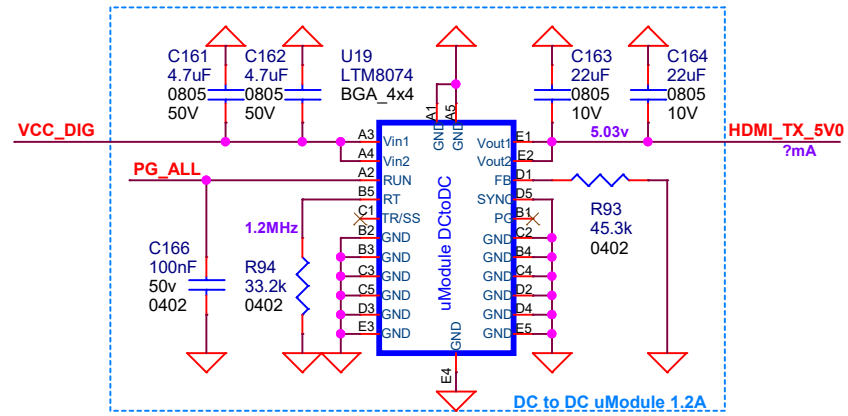 C161
4.7uF
0805
50V
C162
4.7uF
0805
50V
U19
LTM8074
BGA_4x4
C163
22uF
0805
10V
C164
22uF
0805
10V
VCC_DIG
PG_ALL
HDMI_TX_5V0
?mA
5.03v
1.2MHz
A1
GND
A5
GND
A3
Vin1
A4
Vin2
A2
RUN
B5
RT
C1
TR/SS
B2
GND
B3
GND
C3
GND
C5
GND
D3
GND
E3
GND
uModule DCtoDC
E1
Vout1
E2
Vout2
D1
FB
D5
SYNC
B1
PG
C2
GND
B4
GND
C4
GND
D2
GND
D4
GND
E5
GND
GND
E4
C166
100nF
50v
0402
R94
33.2k
0402
R93
45.3k
0402
DC to DC uModule 1.2A